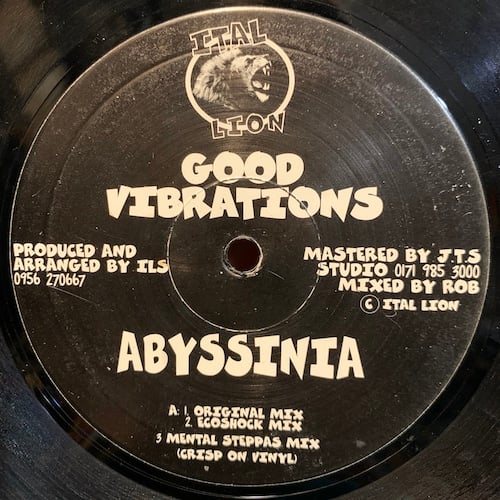 ITAL
LION
GOOD
VIBRATIONS
PRODUCED AND
ARRANGED BY ILS
0956 270667
MASTERED BY J.T.S
STUDIO 0171 985 3000
MIXED BY ROB
© ITAL LION
ABYSSINIA
A: 1. ORIGINAL MIX
2. ECOSHOCK MIX
3 MENTAL STEPPAS MIX
(CRISP ON VINYL)